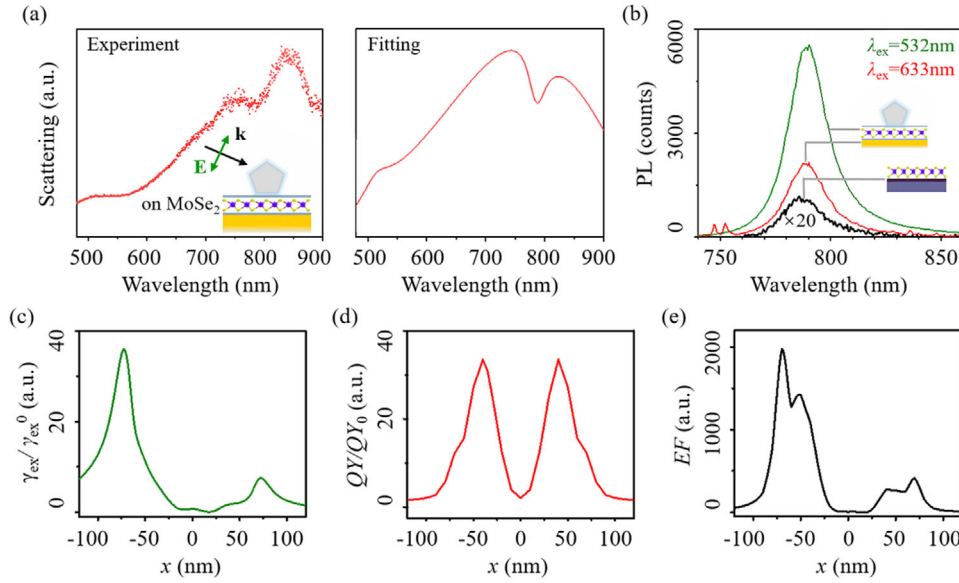 (a)
Experiment
Scattering (a.u.)
E
k
on MoSe₂
500 600 700 800 900
Wavelength (nm)
Fitting
500 600 700 800 900
Wavelength (nm)
(b)
PL (counts)
6000
3000
0
λex=532nm
λex=633nm
×20
750 800 850
Wavelength (nm)
(c)
γex/ γex⁰ (a.u.)
40
20
0
-100 -50 0 50 100
x (nm)
(d)
QY/QY₀ (a.u.)
40
20
0
-100 -50 0 50 100
x (nm)
(e)
EF (a.u.)
2000
1000
0
-100 -50 0 50 100
x (nm)